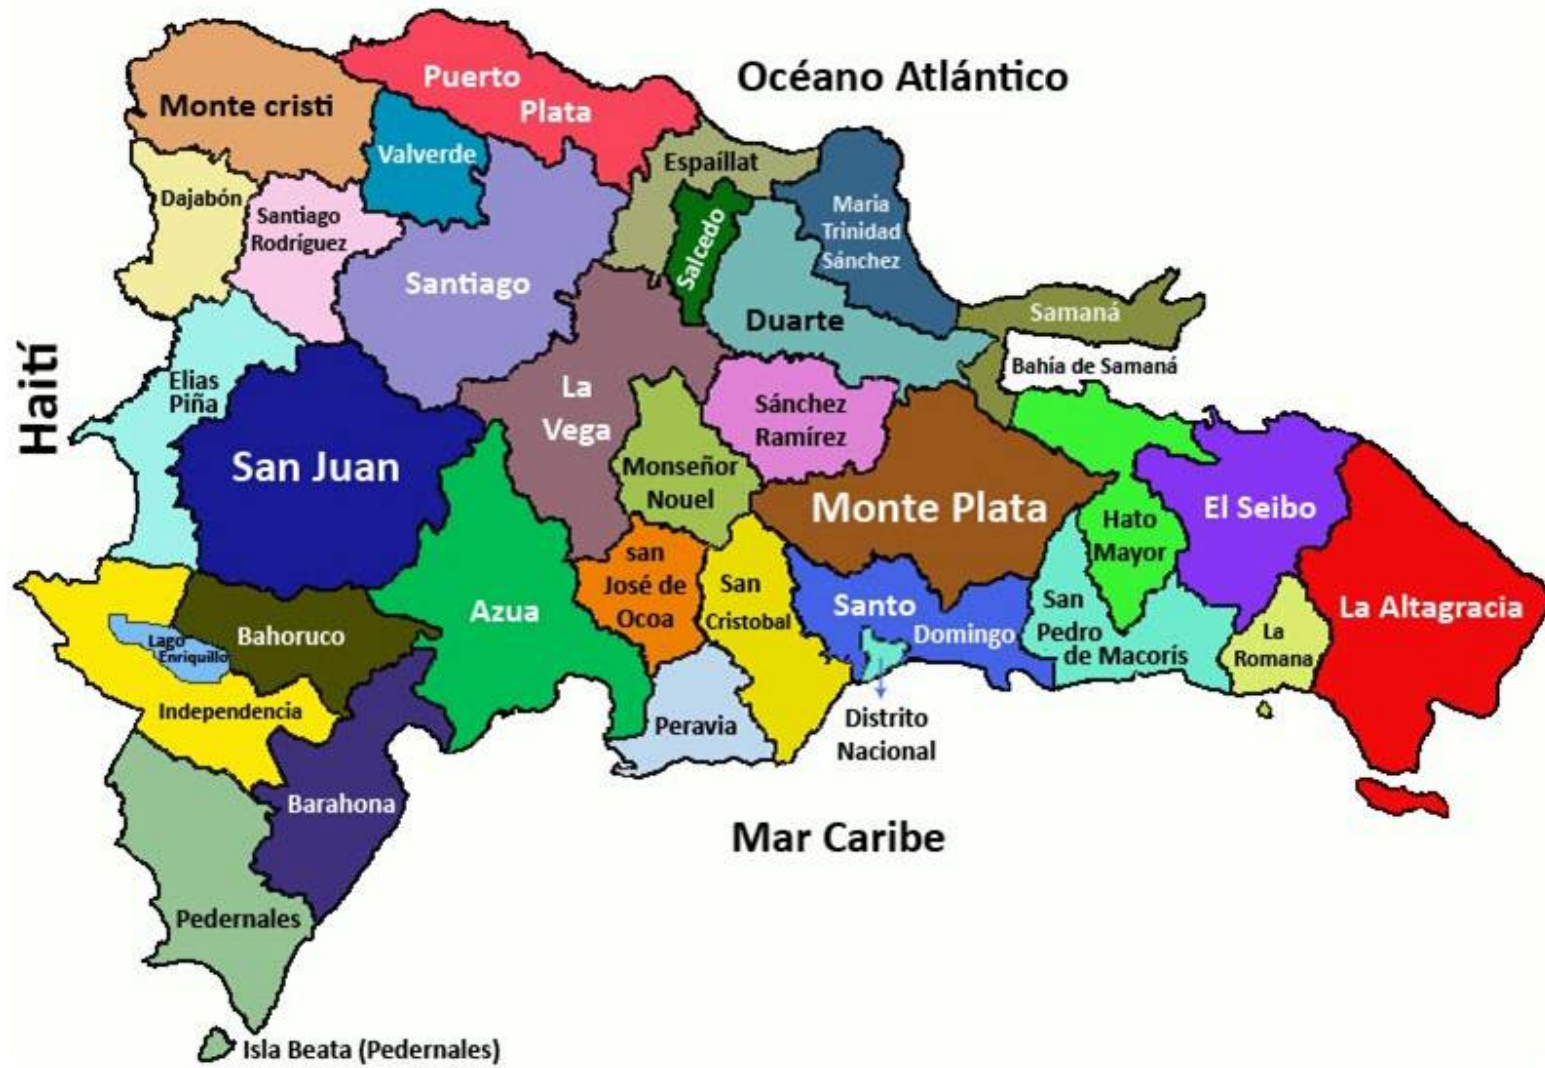 Océano Atlántico
Puerto
Plata
Monte cristi
Valverde
Espaíllat
Dajabón
Santiago
Rodríguez
Maria
Trinidad
Sánchez
Salcedo
Santiago
Duarte
Samaná
Bahía de Samaná
Haití
Elias
Piña
La
Vega
Sánchez
Ramírez
San Juan
Monseñor
Nouel
Monte Plata
El Seibo
Hato
Mayor
san
José de
Ocoa
San
Cristobal
Azua
Santo
Domingo
San
Pedro
de Macorís
La
Romana
La Altagracia
Bahoruco
Lago
Enriquillo
Independencia
Peravia
Distrito
Nacional
Barahona
Mar Caribe
Pedernales
Isla Beata (Pedernales)